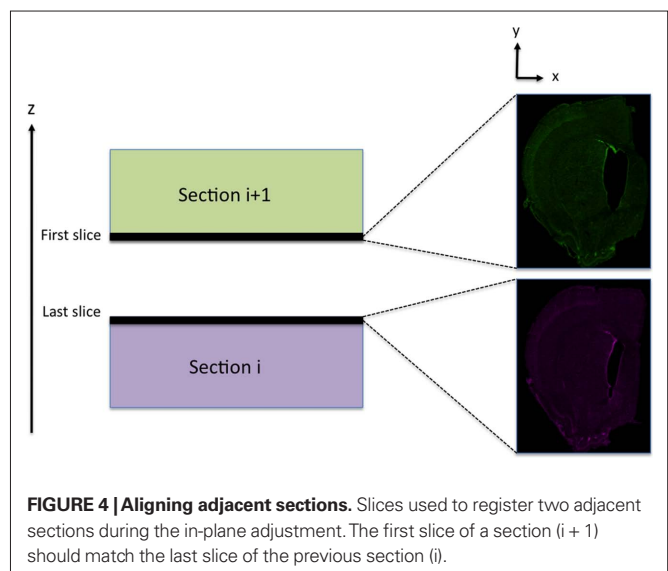 y
x
z
Section i+1
First slice
Last slice
Section i
FIGURE 4 | Aligning adjacent sections. Slices used to register two adjacent
sections during the in-plane adjustment. The first slice of a section (i + 1)
should match the last slice of the previous section (i).